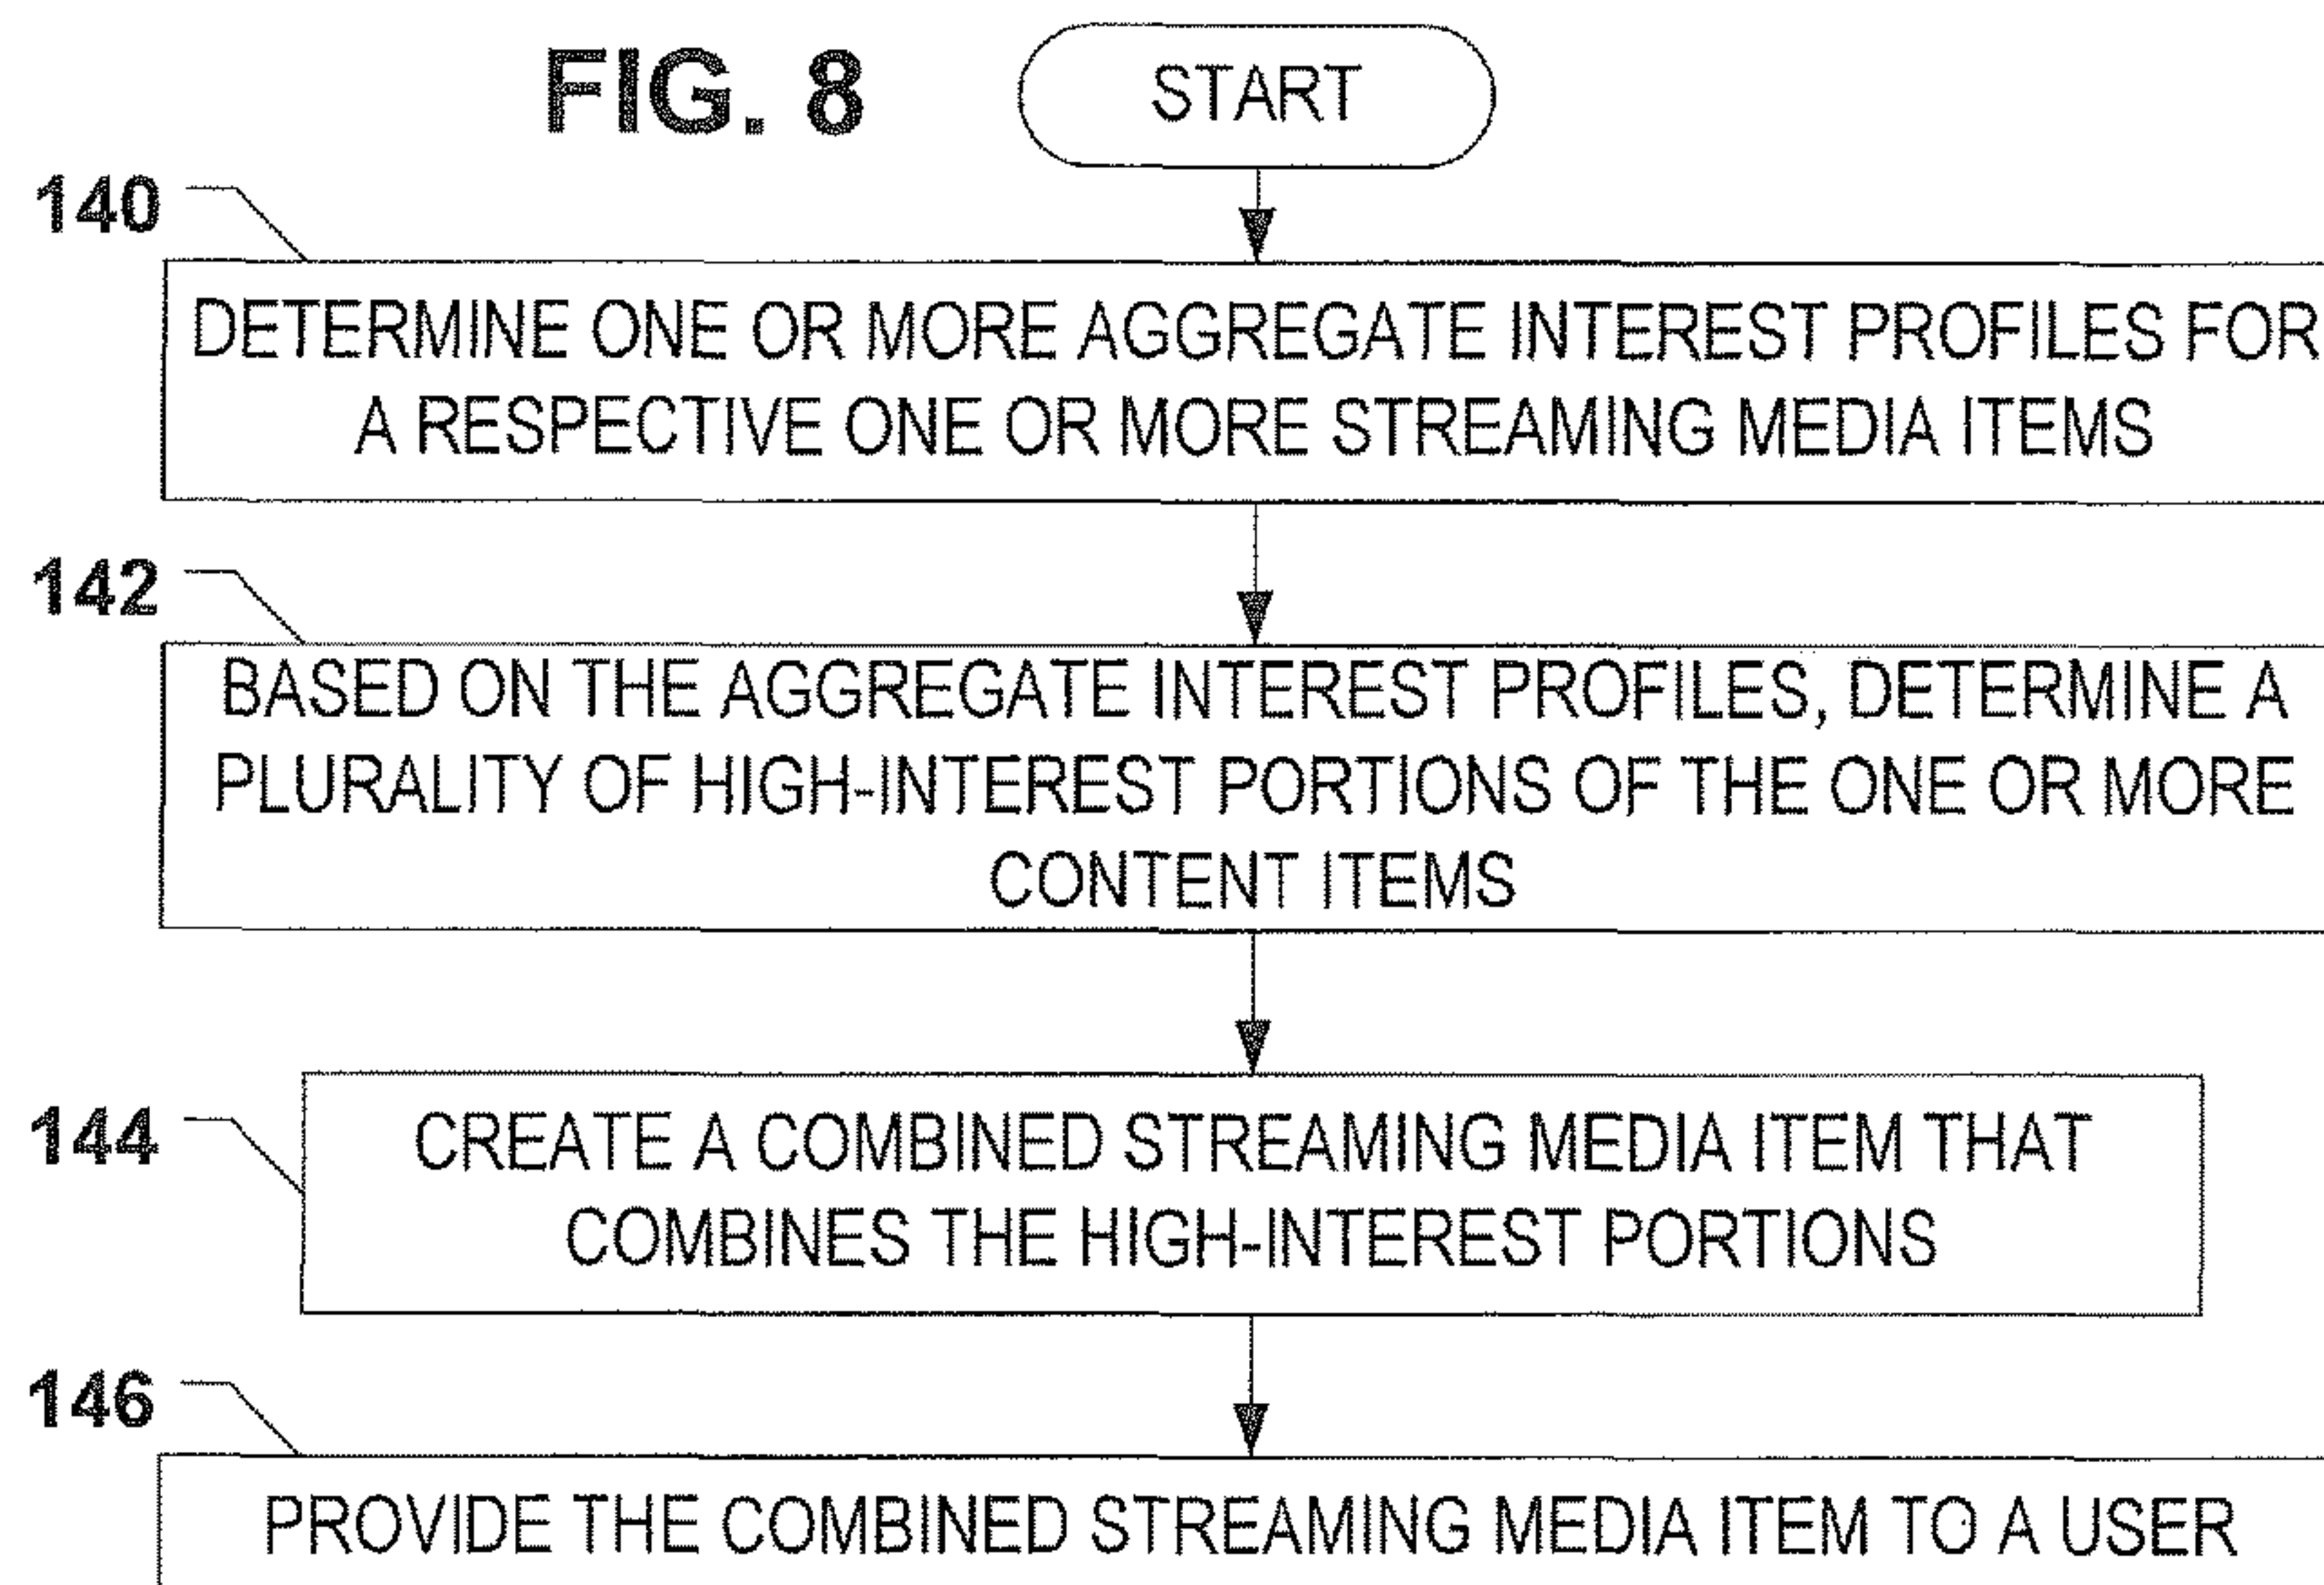 FIG. 8
START
140
DETERMINE ONE OR MORE AGGREGATE INTEREST PROFILES FOR
A RESPECTIVE ONE OR MORE STREAMING MEDIA ITEMS
142
BASED ON THE AGGREGATE INTEREST PROFILES, DETERMINE A
PLURALITY OF HIGH-INTEREST PORTIONS OF THE ONE OR MORE
CONTENT ITEMS
144
CREATE A COMBINED STREAMING MEDIA ITEM THAT
COMBINES THE HIGH-INTEREST PORTIONS
146
PROVIDE THE COMBINED STREAMING MEDIA ITEM TO A USER